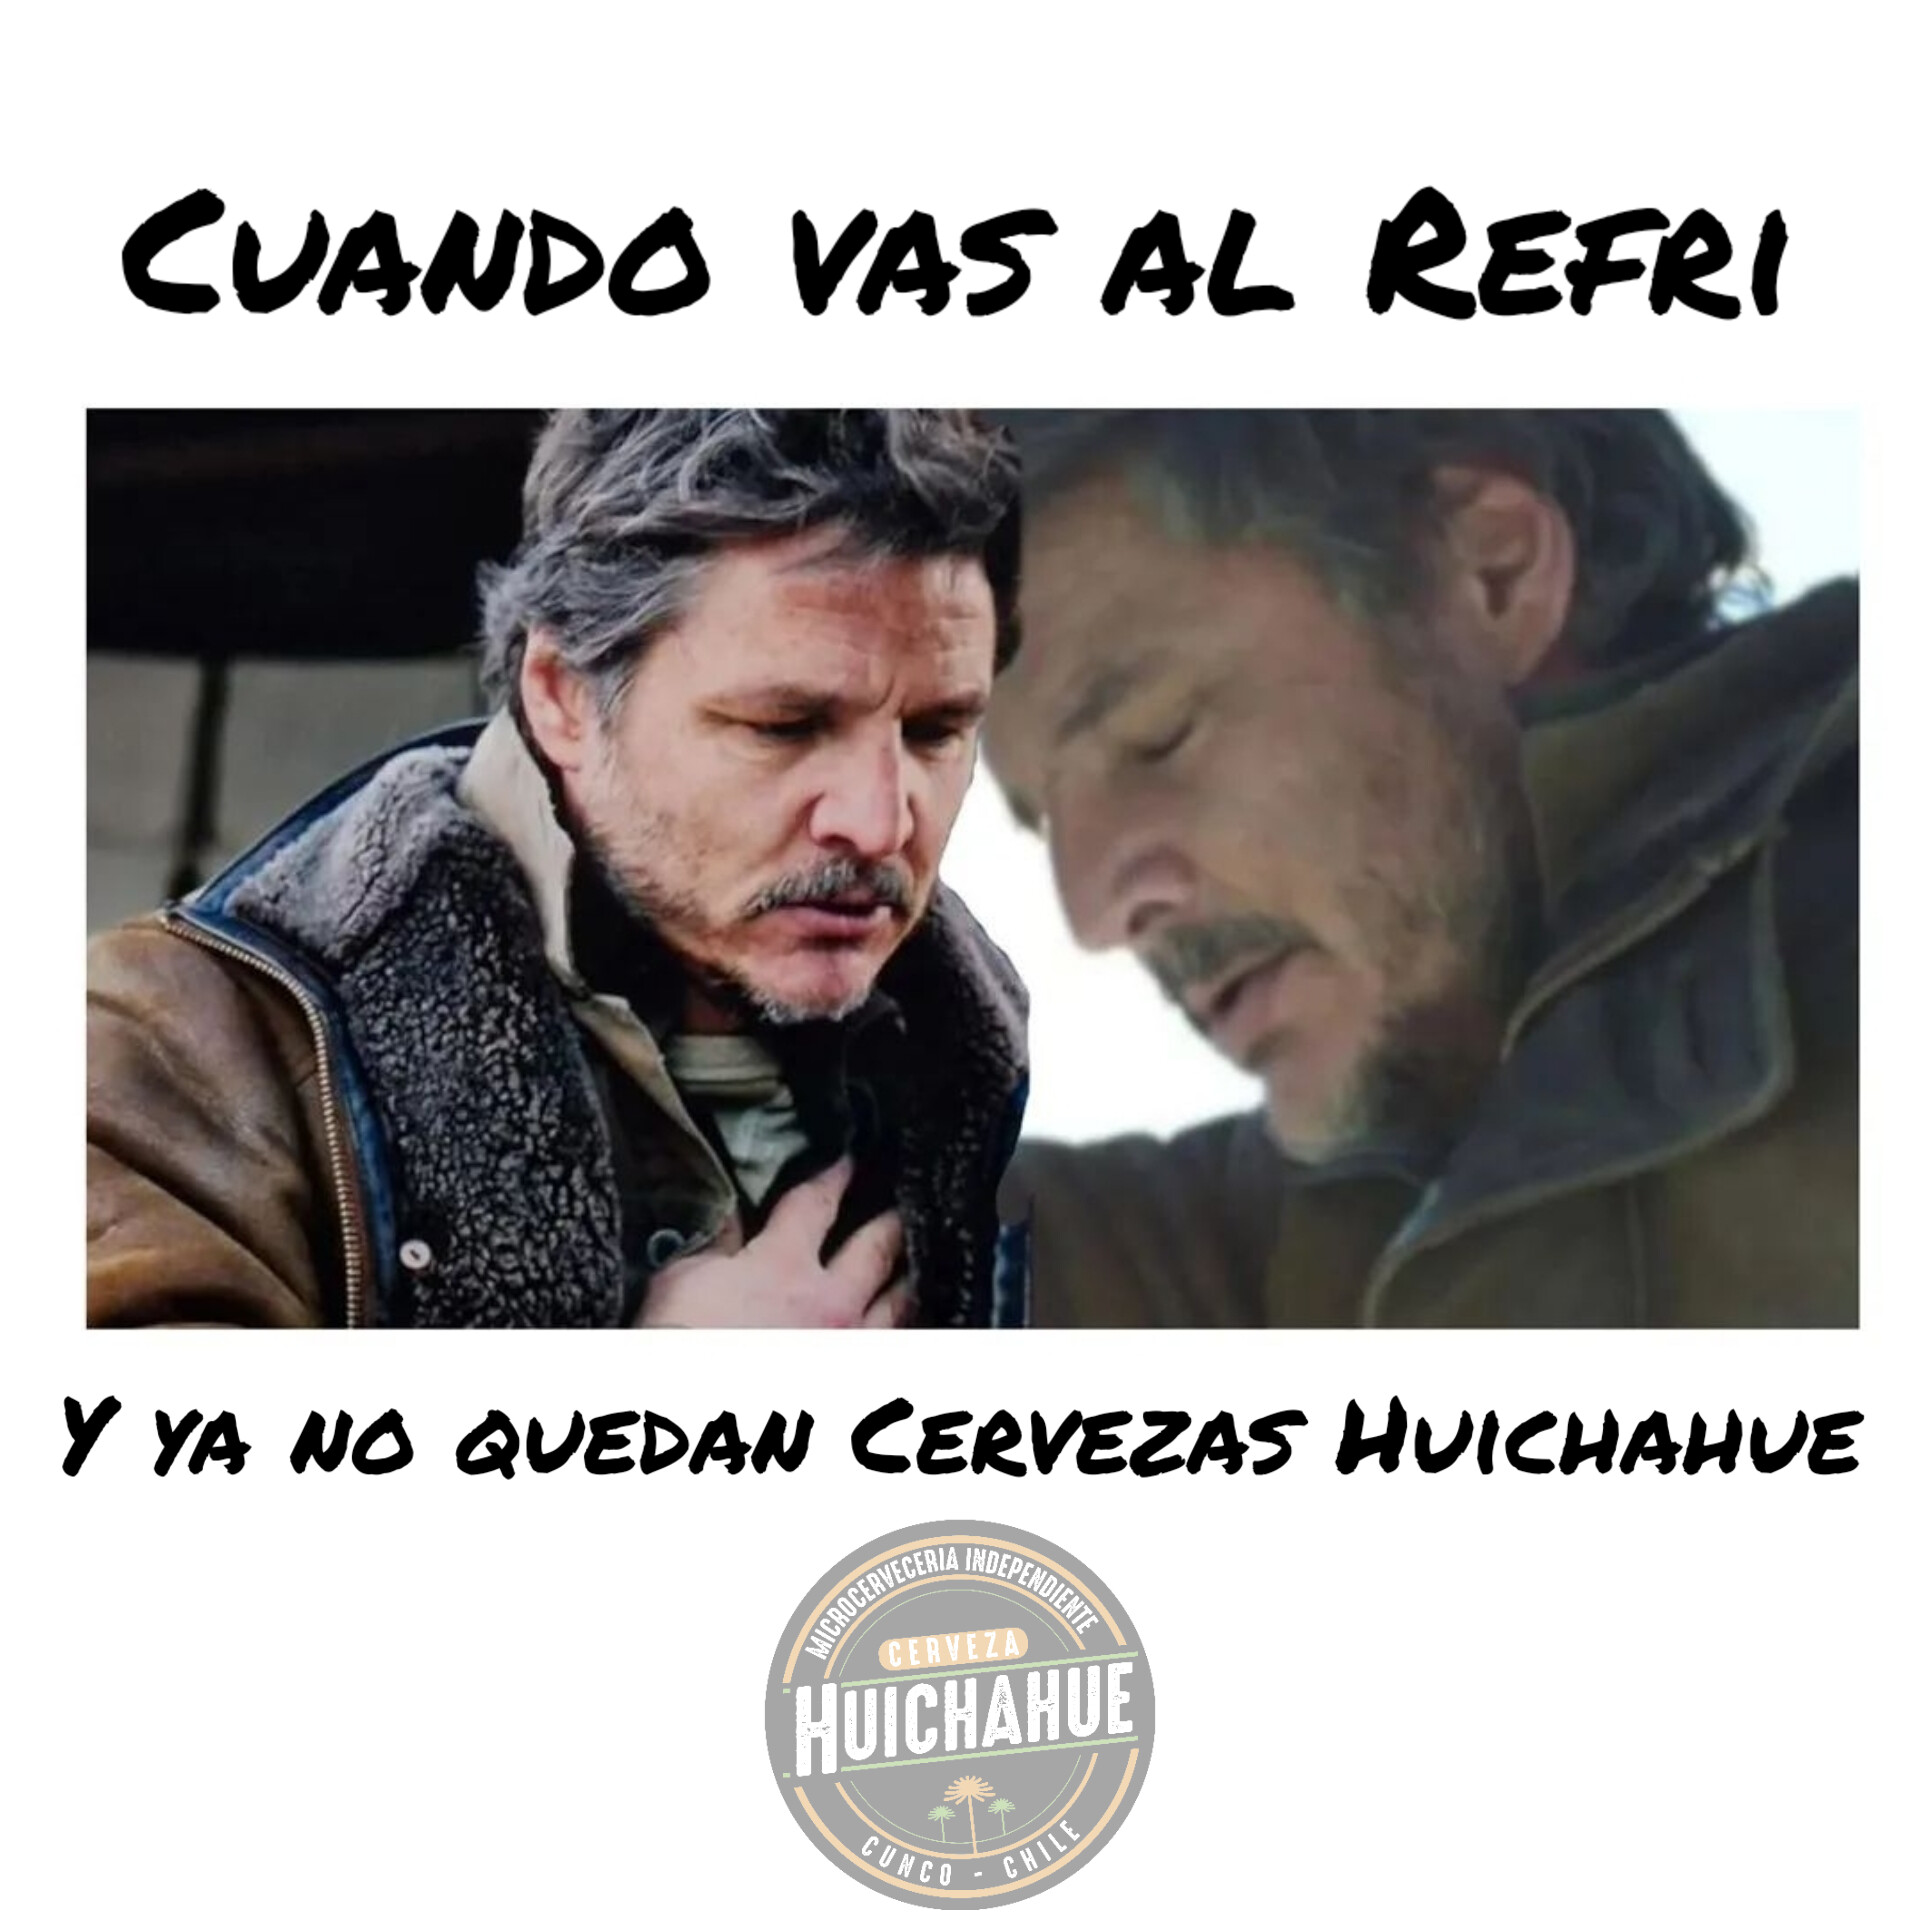 Cuando vas al Refri
Y ya no quedan Cervezas Huichahue
MICROCERVECERIA INDEPENDIENTE
CERVEZA
HUICHAHUE
CUNCO - CHILE